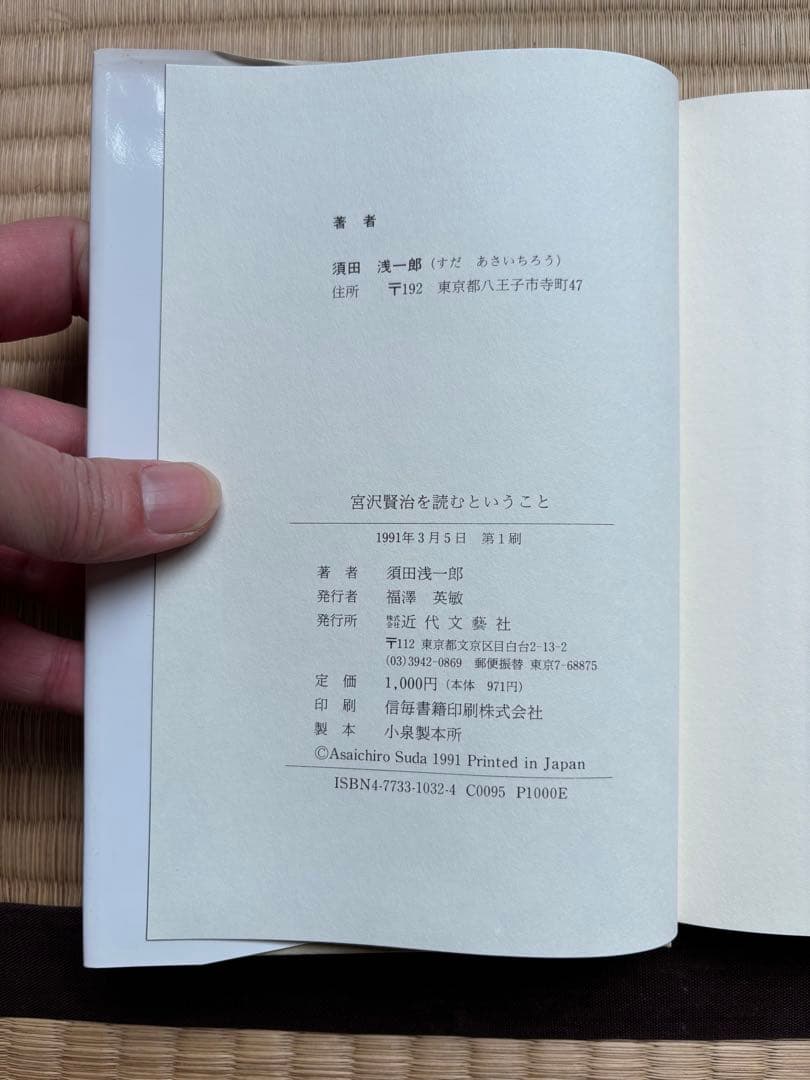 著 者
須田 浅一郎(すだ あさいちろう)
住所 〒192 東京都八王子市寺町47
宮沢賢治を読むということ
1991年3月5日 第1刷
著 者 須田浅一郎
発行者 福澤 英敏
発行所 株式会社近代文藝社
〒112 東京都文京区目白台2-13-2
(03)3942-0869 郵便振替 東京7-68875
定 価 1,000円(本体 971円)
印 刷 信毎書籍印刷株式会社
製 本 小泉製本所
©Asaichiro Suda 1991 Printed in Japan
ISBN4-7733-1032-4 C0095 P1000E